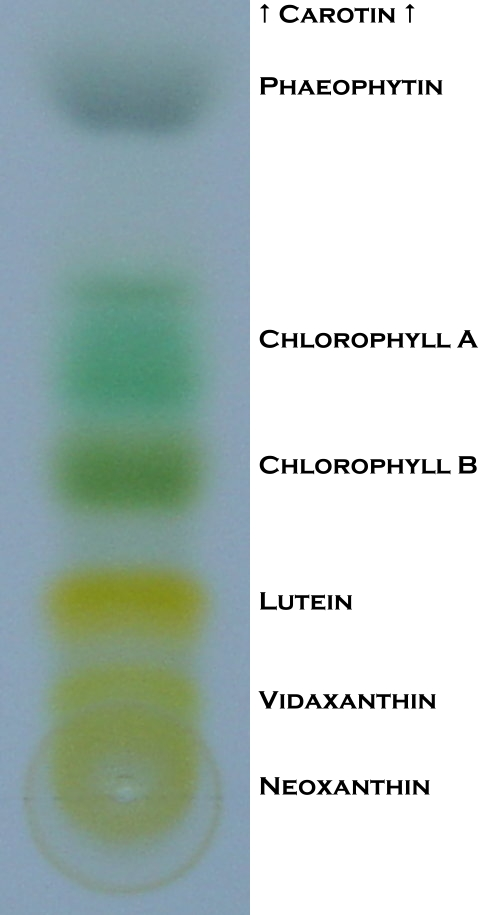 ↑ Carotin ↑
Phaeophytin
Chlorophyll a
Chlorophyll b
Lutein
Vidaxanthin
Neoxanthin